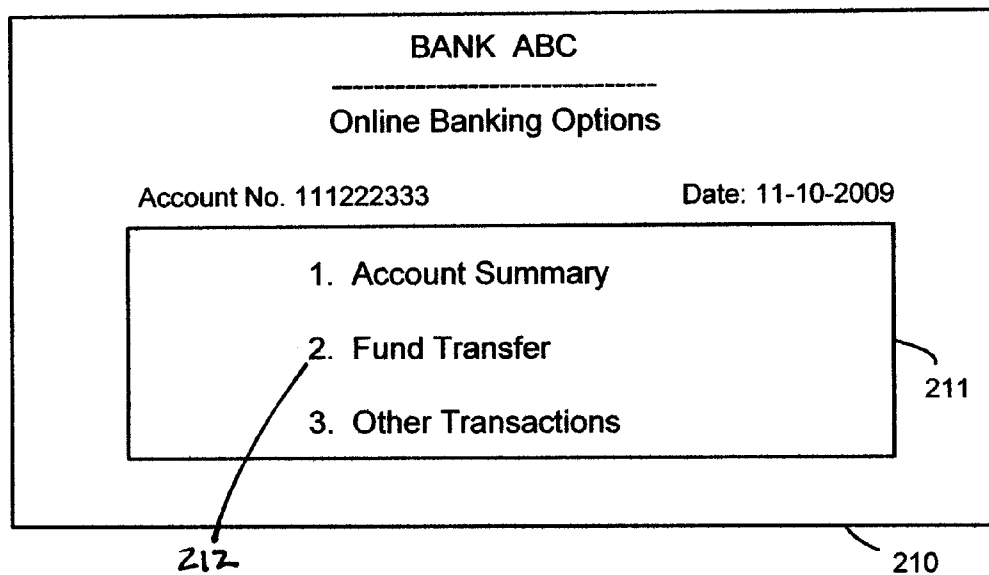 BANK ABC
Online Banking Options
Account No. 111222333 Date: 11-10-2009
1. Account Summary
2. Fund Transfer
211
3. Other Transactions
212
210